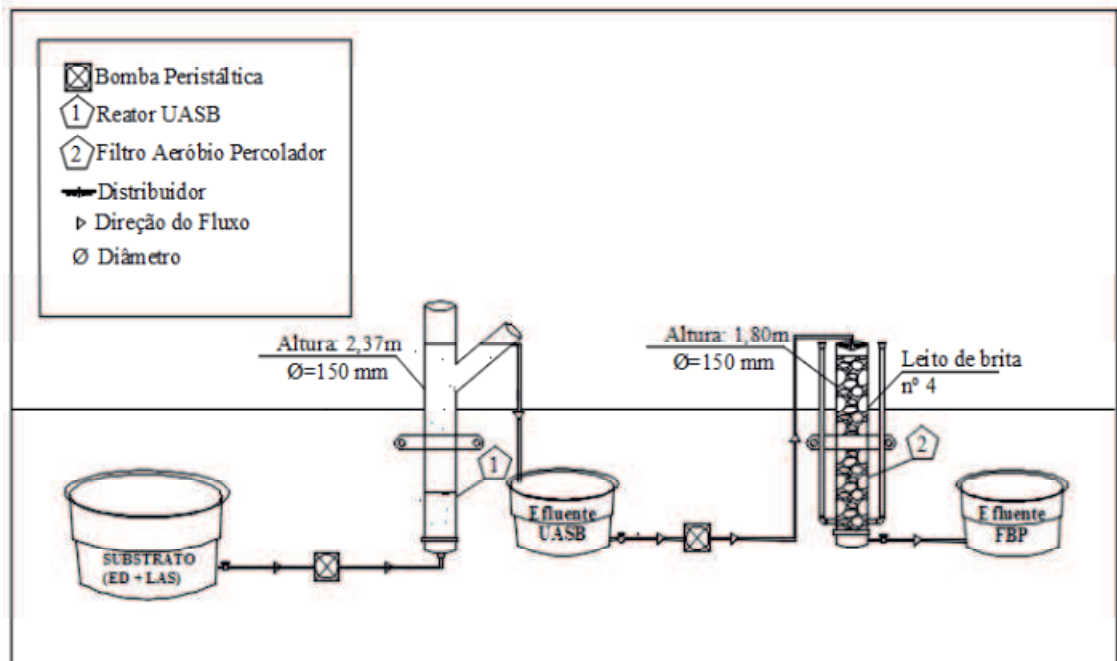 Bomba Peristáltica
1 Reator UASB
2 Filtro Aeróbio Percolador
Distribuidor
Direção do Fluxo
Ø Diâmetro
Altura: 2,37m
Ø=150 mm
Altura: 1,80m
Ø=150 mm
Leito de brita
nº 4
1
2
SUBSTRATO
(ED + LAS)
Efluente
UASB
Efluente
FBP